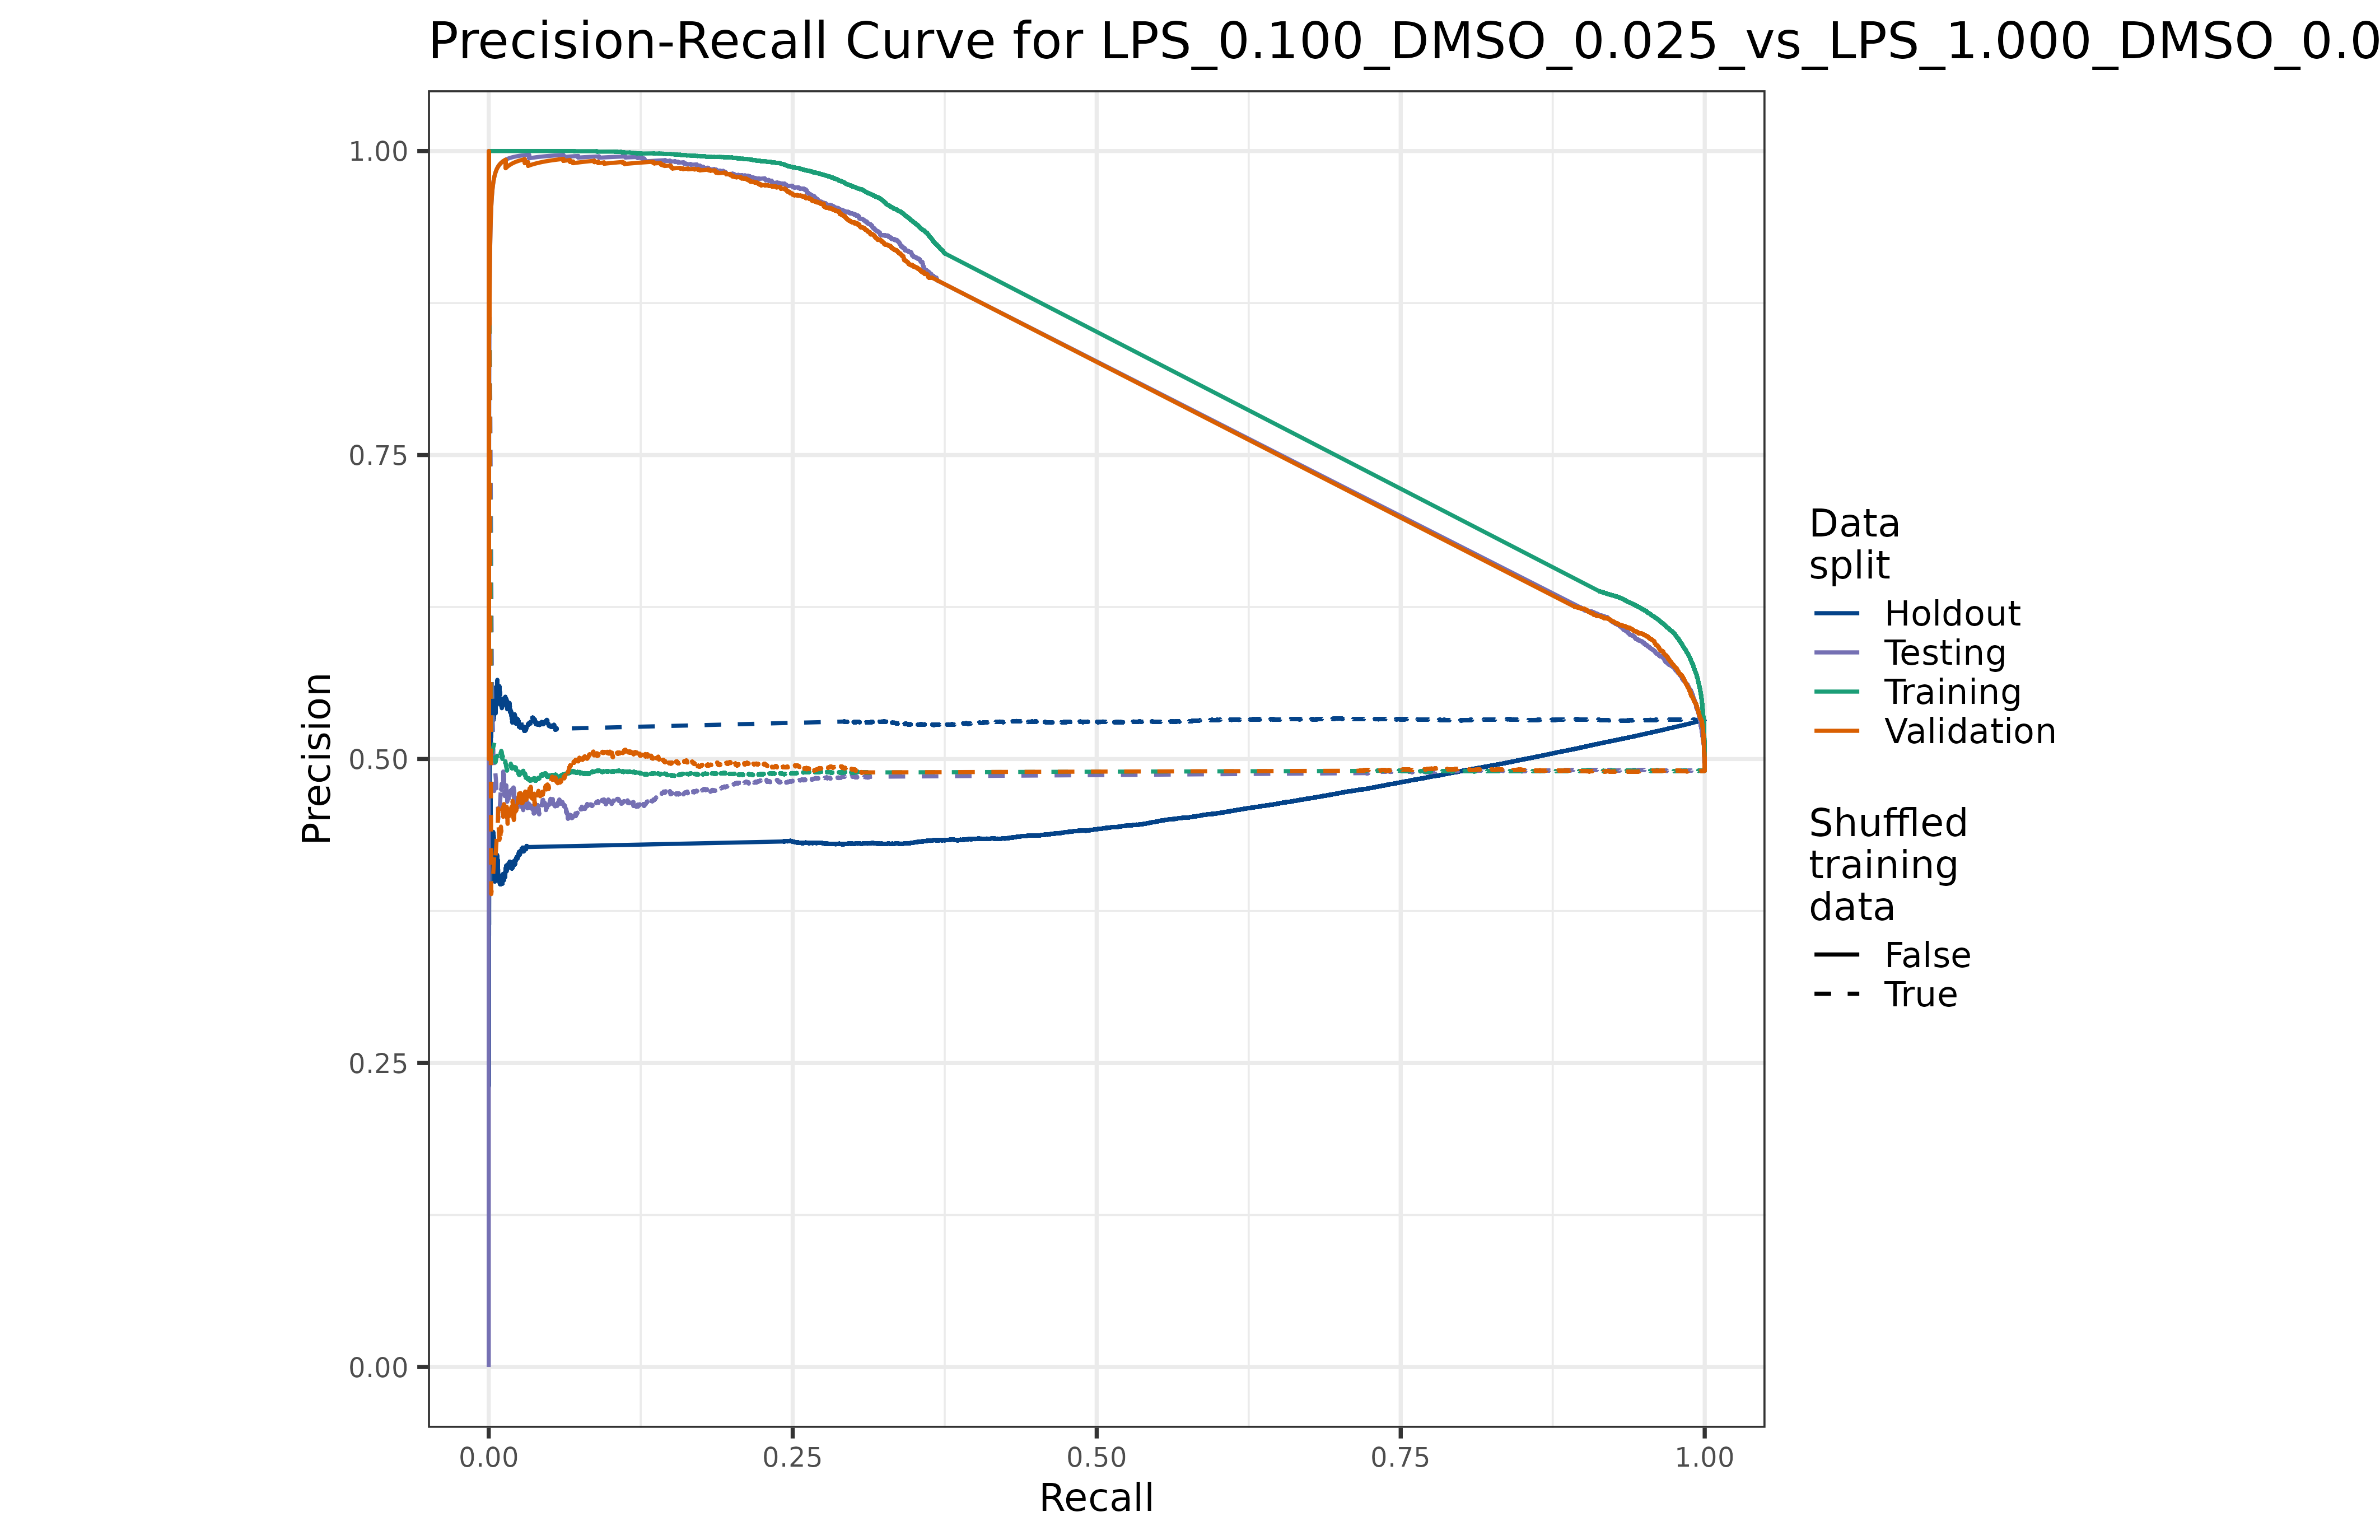 Precision-Recall Curve for LPS_0.100_DMSO_0.025_vs_LPS_1.000_DMSO_0.0
1.00
0.75
0.50
0.25
0.00
Precision
0.00 0.25 0.50 0.75 1.00
Recall
Data
split
Holdout
Testing
Training
Validation
Shuffled
training
data
False
True